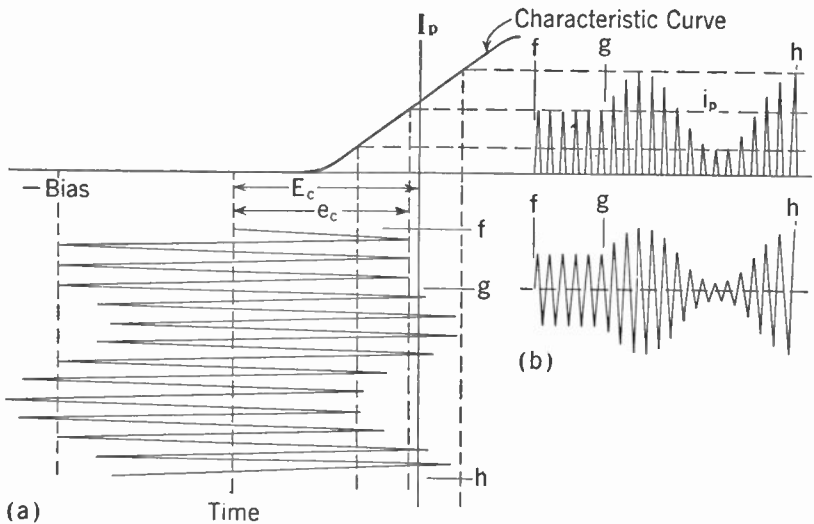 Characteristic Curve
Ip
f
g
h
ip
−Bias
Ec
ec
f
g
h
f
g
h
(b)
(a)
Time